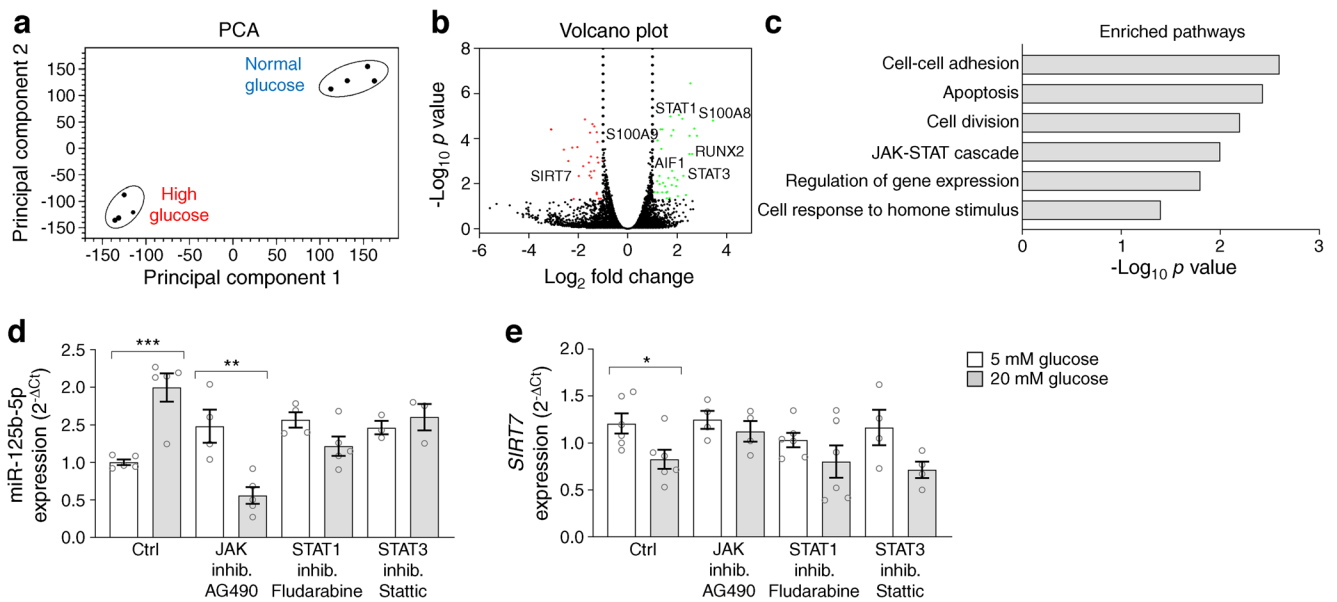 a
PCA
Principal component 2
150
100
50
0
-50
-100
-150
Normal
glucose
High
glucose
-150 -100 -50 0 50 100 150
Principal component 1
b
Volcano plot
-Log10 p value
8
6
4
2
0
STAT1
S100A8
S100A9
RUNX2
AIF1
STAT3
SIRT7
-6 -4 -2 0 2 4
Log2 fold change
c
Enriched pathways
Cell-cell adhesion
Apoptosis
Cell division
JAK-STAT cascade
Regulation of gene expression
Cell response to homone stimulus
0 1 2 3
-Log10 p value
d
miR-125b-5p
expression (2-ΔCt)
2.5
2.0
2.5
1.0
0.5
0.0
***
**
Ctrl
JAK
inhib.
AG490
STAT1
inhib.
Fludarabine
STAT3
inhib.
Stattic
e
SIRT7
expression (2-ΔCt)
2.0
1.5
1.0
0.5
0.0
*
Ctrl
JAK
inhib.
AG490
STAT1
inhib.
Fludarabine
STAT3
inhib.
Stattic
5 mM glucose
20 mM glucose